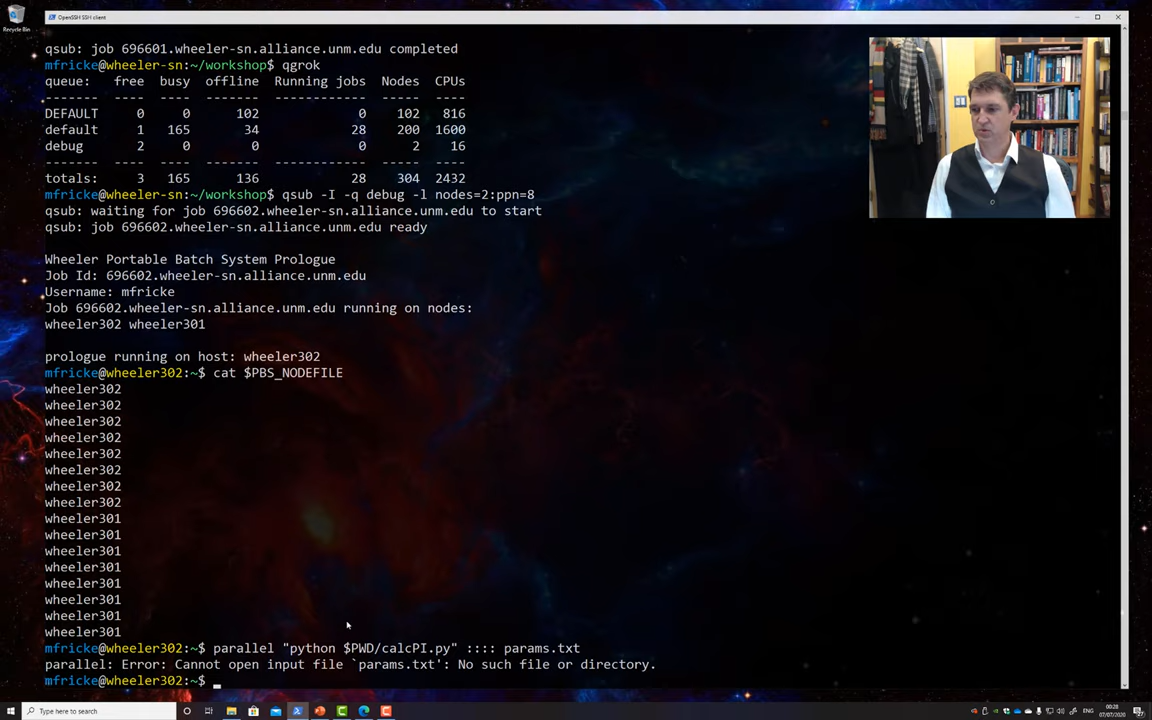 OpenSSH SSH client
Recycle Bin
qsub: job 696601.wheeler-sn.alliance.unm.edu completed
mfricke@wheeler-sn:~/workshop$ qgrok
queue: free busy offline Running jobs Nodes CPUs
------- ---- ---- ------- ------------ ----- ----
DEFAULT 0 0 102 0 102 816
default 1 165 34 28 200 1600
debug 2 0 0 0 2 16
------- ---- ---- ------- ------------ ----- ----
totals: 3 165 136 28 304 2432
mfricke@wheeler-sn:~/workshop$ qsub -I -q debug -l nodes=2:ppn=8
qsub: waiting for job 696602.wheeler-sn.alliance.unm.edu to start
qsub: job 696602.wheeler-sn.alliance.unm.edu ready
Wheeler Portable Batch System Prologue
Job Id: 696602.wheeler-sn.alliance.unm.edu
Username: mfricke
Job 696602.wheeler-sn.alliance.unm.edu running on nodes:
wheeler302 wheeler301
prologue running on host: wheeler302
mfricke@wheeler302:~$ cat $PBS_NODEFILE
wheeler302
wheeler302
wheeler302
wheeler302
wheeler302
wheeler302
wheeler302
wheeler302
wheeler301
wheeler301
wheeler301
wheeler301
wheeler301
wheeler301
wheeler301
wheeler301
mfricke@wheeler302:~$ parallel "python $PWD/calcPI.py" :::: params.txt
parallel: Error: Cannot open input file `params.txt': No such file or directory.
mfricke@wheeler302:~$
Type here to search
ENG
00:28
07/07/2020